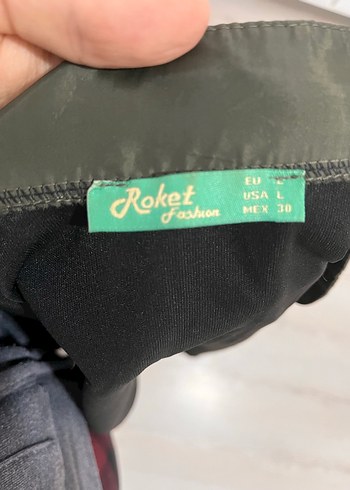 Roket
Fashion
EU L
USA L
MEX 30